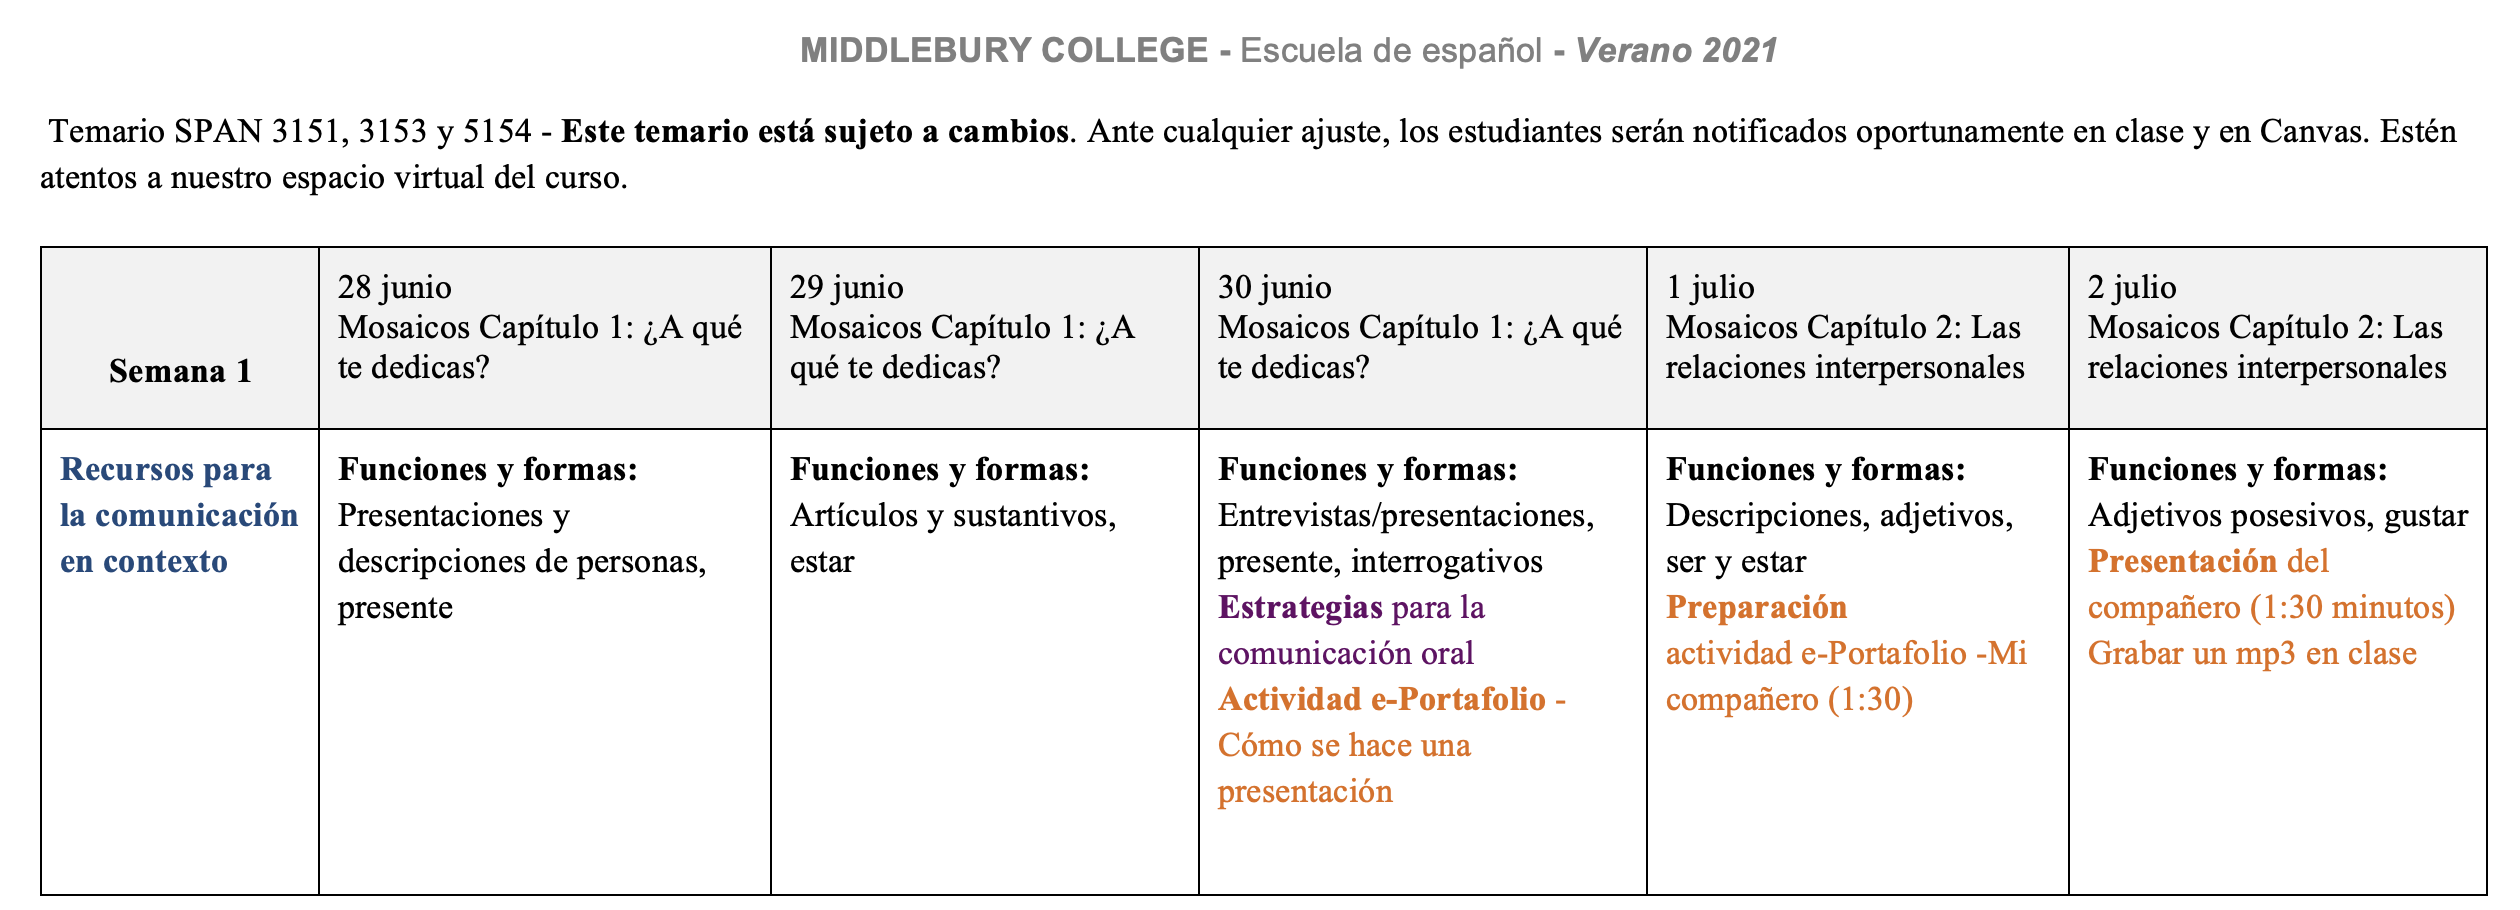 MIDDLEBURY COLLEGE - Escuela de español - Verano 2021
Temario SPAN 3151, 3153 y 5154 - Este temario está sujeto a cambios. Ante cualquier ajuste, los estudiantes serán notificados oportunamente en clase y en Canvas. Estén
atentos a nuestro espacio virtual del curso.
Semana 1
28 junio
Mosaicos Capítulo 1: ¿A qué
te dedicas?
29 junio
Mosaicos Capítulo 1: ¿A
qué te dedicas?
30 junio
Mosaicos Capítulo 1: ¿A qué
te dedicas?
1 julio
Mosaicos Capítulo 2: Las
relaciones interpersonales
2 julio
Mosaicos Capítulo 2: Las
relaciones interpersonales
Recursos para
la comunicación
en contexto
Funciones y formas:
Presentaciones y
descripciones de personas,
presente
Funciones y formas:
Artículos y sustantivos,
estar
Funciones y formas:
Entrevistas/presentaciones,
presente, interrogativos
Estrategias para la
comunicación oral
Actividad e-Portafolio -
Cómo se hace una
presentación
Funciones y formas:
Descripciones, adjetivos,
ser y estar
Preparación
actividad e-Portafolio -Mi
compañero (1:30)
Funciones y formas:
Adjetivos posesivos, gustar
Presentación del
compañero (1:30 minutos)
Grabar un mp3 en clase